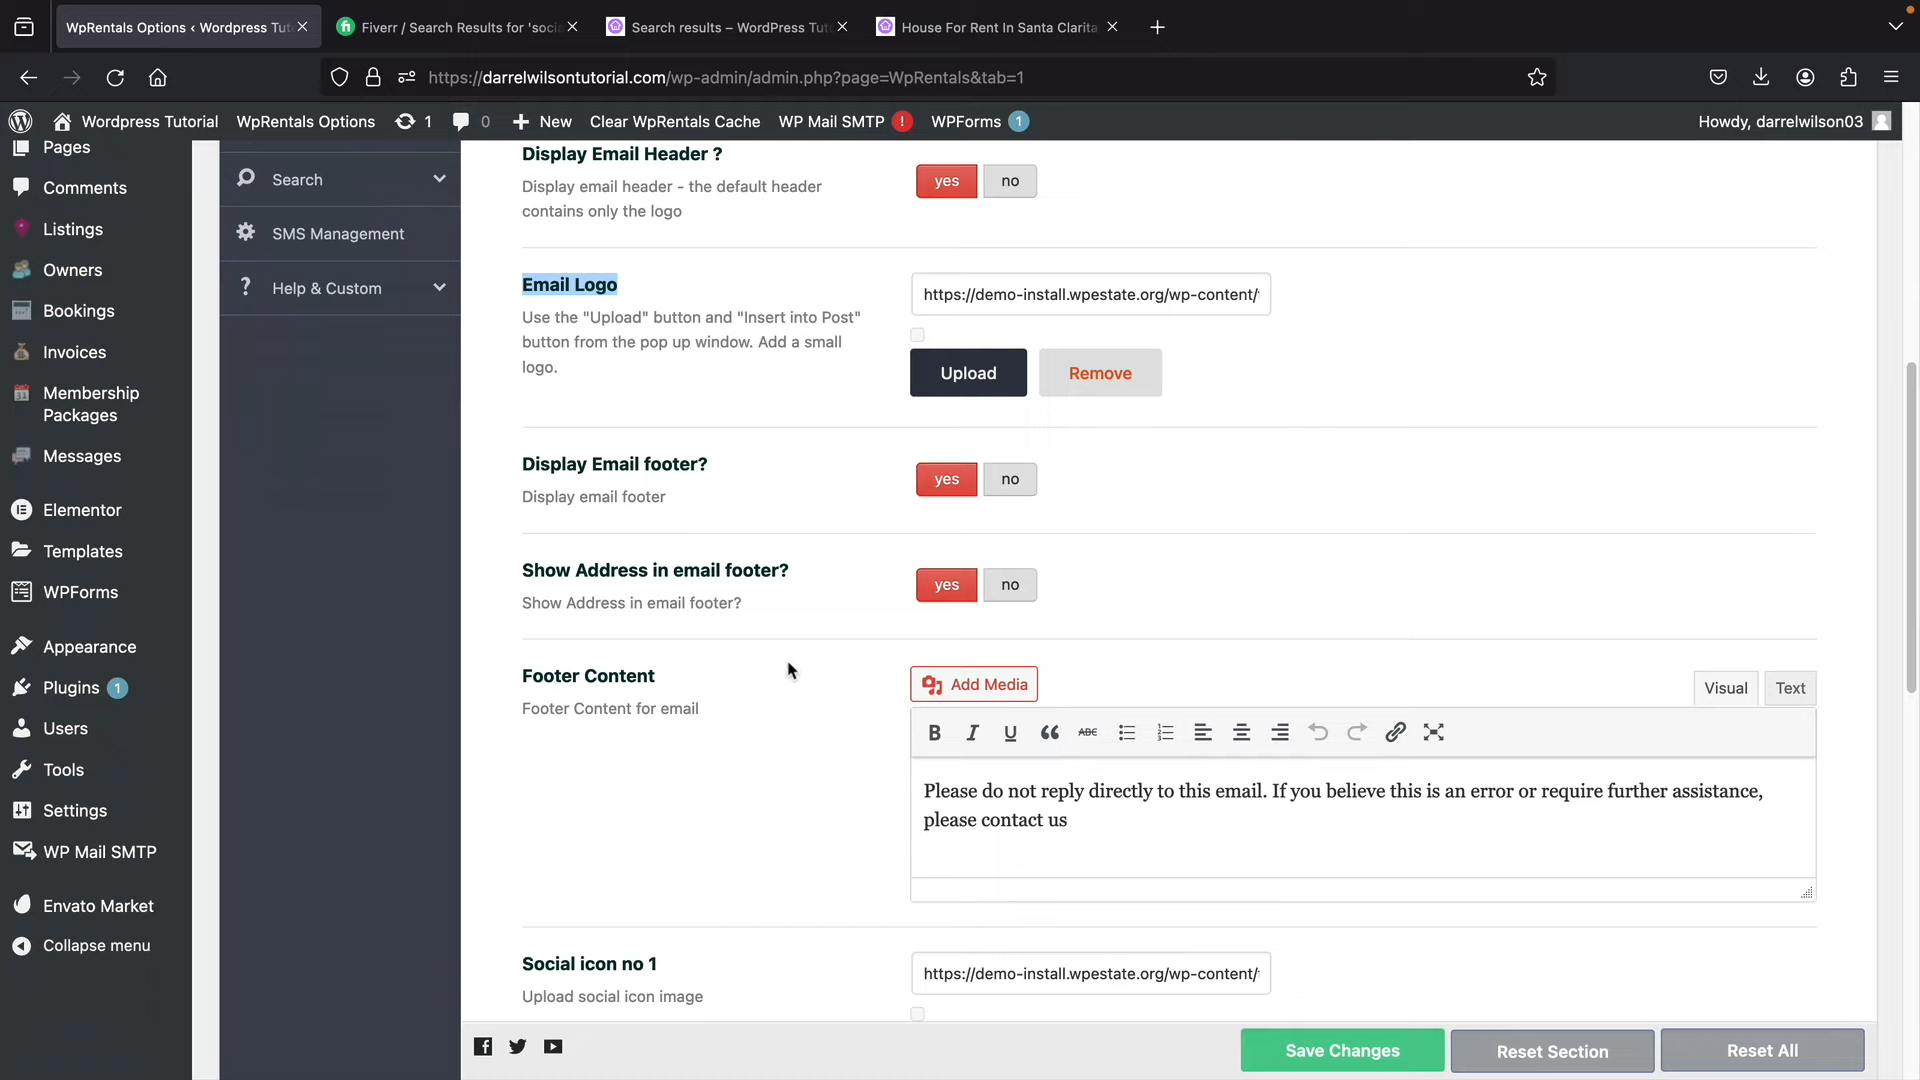 WpRentals Options ‹ Wordpress Tut
Fiverr / Search Results for 'socia
Search results – WordPress Tut
House For Rent In Santa Clarita
https://darrelwilsontutorial.com/wp-admin/admin.php?page=WpRentals&tab=1
Wordpress Tutorial
WpRentals Options
1
0
New
Clear WpRentals Cache
WP Mail SMTP !
WPForms 1
Howdy, darrelwilson03
Pages
Comments
Listings
Owners
Bookings
Invoices
Membership
Packages
Messages
Elementor
Templates
WPForms
Appearance
Plugins 1
Users
Tools
Settings
WP Mail SMTP
Envato Market
Collapse menu
Search
SMS Management
? Help & Custom
Display Email Header ?
Display email header - the default header
contains only the logo
yes no
Email Logo
Use the "Upload" button and "Insert into Post"
button from the pop up window. Add a small
logo.
https://demo-install.wpestate.org/wp-content/
Upload Remove
Display Email footer?
Display email footer
yes no
Show Address in email footer?
Show Address in email footer?
yes no
Footer Content
Footer Content for email
Add Media
Visual Text
B I U ABC
Please do not reply directly to this email. If you believe this is an error or require further assistance,
please contact us
Social icon no 1
Upload social icon image
https://demo-install.wpestate.org/wp-content/
Save Changes Reset Section Reset All